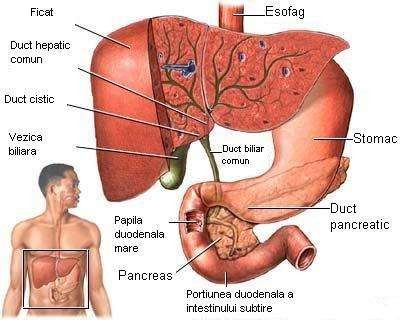 Ficat
Esofag
Duct hepatic
comun
Duct cistic
Vezica
biliara
Duct biliar
comun
Stomac
Papila
duodenala
mare
Duct
pancreatic
Pancreas
Portiunea duodenala a
intestinului subtire